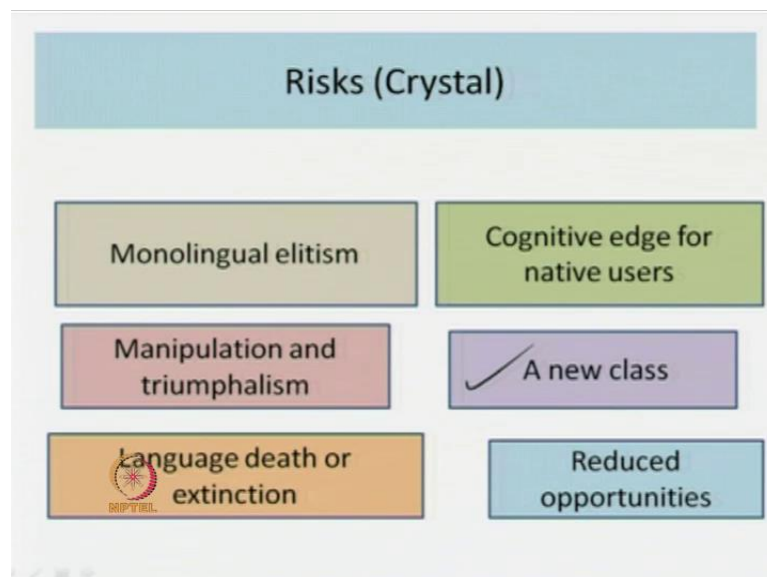 Risks (Crystal)
Monolingual elitism
Cognitive edge for
native users
Manipulation and
triumphalism
A new class
Language death or
extinction
NPTEL
Reduced
opportunities